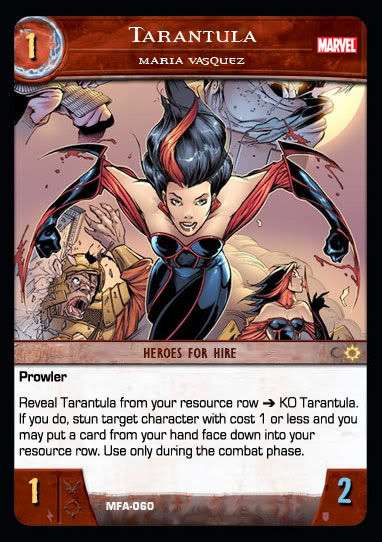 1
TARANTULA
MARIA VASQUEZ
MARVEL
HEROES FOR HIRE
C
Prowler
Reveal Tarantula from your resource row ➔ KO Tarantula.
If you do, stun target character with cost 1 or less and you
may put a card from your hand face down into your
resource row. Use only during the combat phase.
1
MFA-060
2